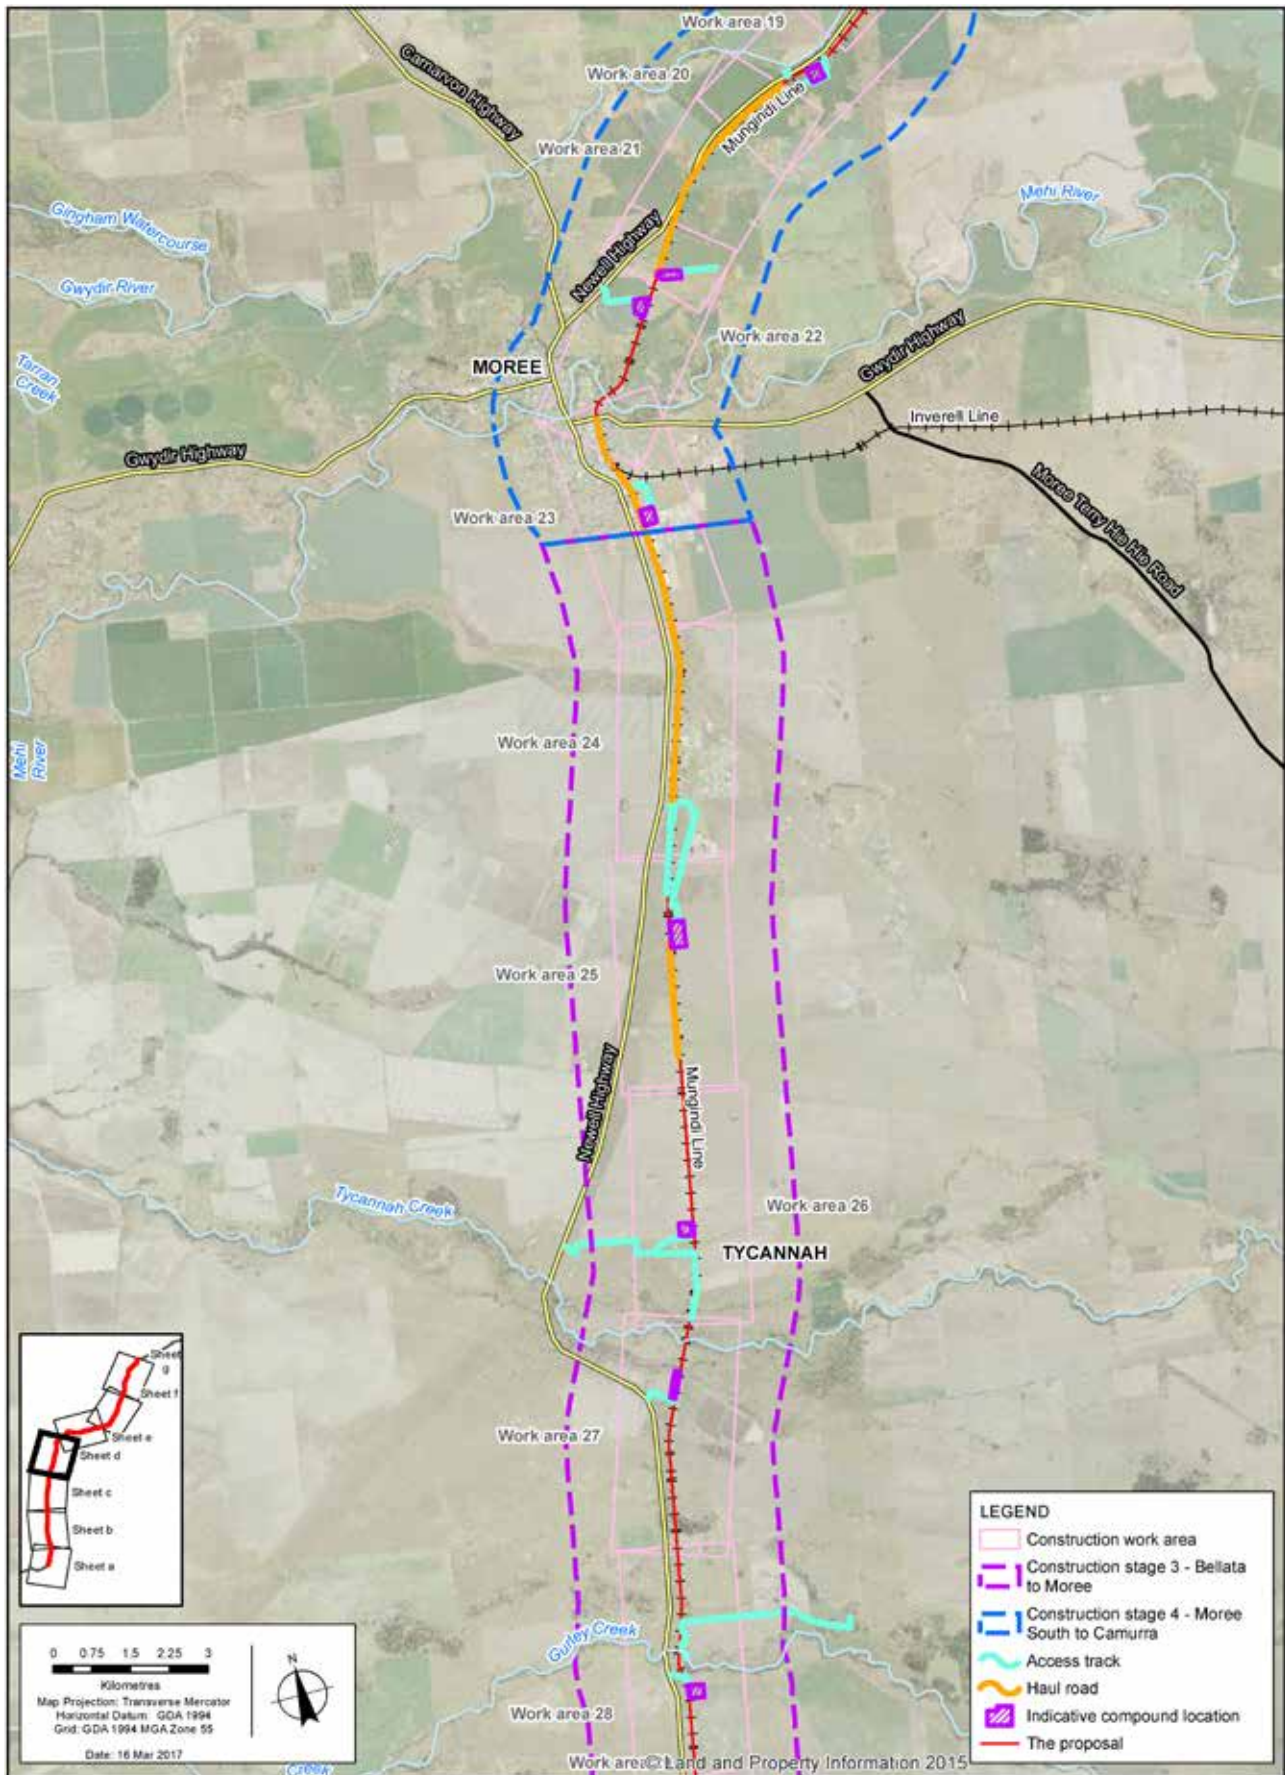 Work area 19
Work area 20
Carnarvon Highway
Mungindi Line
Work area 21
Mehi River
Gingham Watercourse
Newell Highway
Gwydir River
Work area 22
Gwydir Highway
MOREE
Tarran
Creek
Inverell Line
Gwydir Highway
Moree Terry Hie Hie Road
Work area 23
Mehi
River
Work area 24
Work area 25
Newell Highway
Mungindi Line
Tycannah Creek
Work area 26
TYCANNAH
Work area 27
Gurley Creek
Work area 28
Creek
Work area
© Land and Property Information 2015
Sheet
g
Sheet f
Sheet e
Sheet d
Sheet c
Sheet b
Sheet a
0 0.75 1.5 2.25 3
Kilometres
Map Projection: Transverse Mercator
Horizontal Datum: GDA 1994
Grid: GDA 1994 MGA Zone 55
Date: 16 Mar 2017
N
LEGEND
Construction work area
Construction stage 3 - Bellata
to Moree
Construction stage 4 - Moree
South to Camurra
Access track
Haul road
Indicative compound location
The proposal